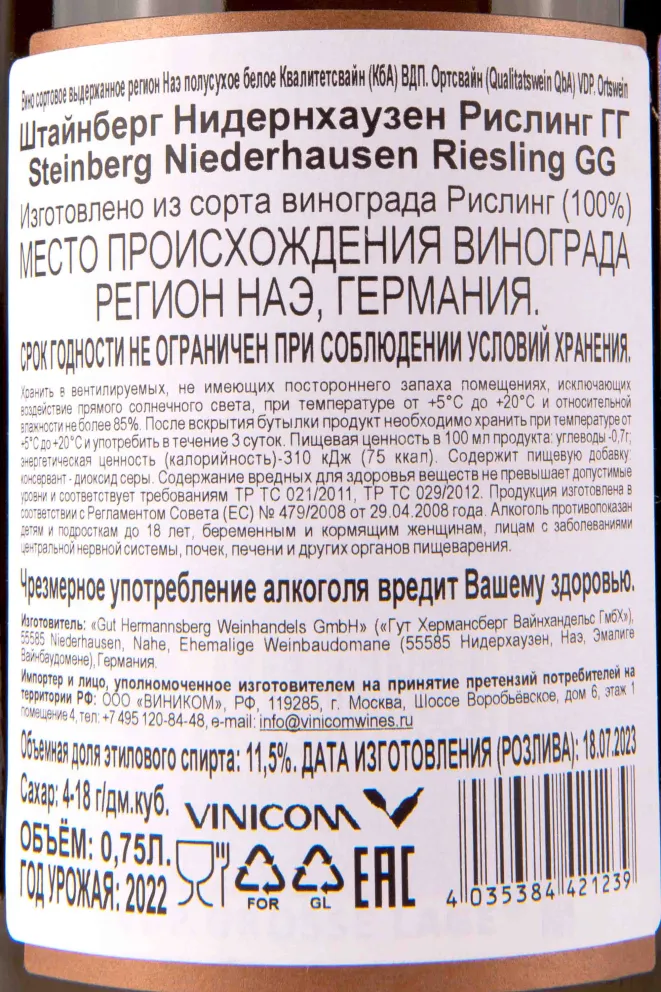 Вино сортовое выдержанное регион Наэ полусухое белое Квалитетсвайн (КбА) ВДП. Ортсвайн (Qualitatswein QbA) VDP. Ortswein
Штайнберг Нидернхаузен Рислинг ГГ
Steinberg Niederhausen Riesling GG
Изготовлено из сорта винограда Рислинг (100%)
МЕСТО ПРОИСХОЖДЕНИЯ ВИНОГРАДА
РЕГИОН НАЭ, ГЕРМАНИЯ.
СРОК ГОДНОСТИ НЕ ОГРАНИЧЕН ПРИ СОБЛЮДЕНИИ УСЛОВИЙ ХРАНЕНИЯ.
Хранить в вентилируемых, не имеющих постороннего запаха помещениях, исключающих
воздействие прямого солнечного света, при температуре от +5°С до +20°С и относительной
влажности не более 85%. После вскрытия бутылки продукт необходимо хранить при температуре от
+5°С до +20°С и употребить в течение 3 суток. Пищевая ценность в 100 мл продукта: углеводы -0,7г;
энергетическая ценность (калорийность)-310 кДж (75 ккал). Содержит пищевую добавку:
консервант - диоксид серы. Содержание вредных для здоровья веществ не превышает допустимые
уровни и соответствует требованиям ТР ТС 021/2011, ТР ТС 029/2012. Продукция изготовлена в
соответствии с Регламентом Совета (ЕС) № 479/2008 от 29.04.2008 года. Алкоголь противопоказан
детям и подросткам до 18 лет, беременным и кормящим женщинам, лицам с заболеваниями
центральной нервной системы, почек, печени и других органов пищеварения.
Чрезмерное употребление алкоголя вредит Вашему здоровью.
Изготовитель: «Gut Hermannsberg Weinhandels GmbH» («Гут Хермансберг Вайнхандельс ГмбХ»),
55585 Niederhausen, Nahe, Ehemalige Weinbaudomane (55585 Нидерхаузен, Наэ, Эмалиге
Вайнбаудомене), Германия.
Импортер и лицо, уполномоченное изготовителем на принятие претензий потребителей на
территории РФ: ООО «ВИНИКОМ», РФ, 119285, г. Москва, Шоссе Воробьёвское, дом 6, этаж 1
помещение 4, тел: +7 495 120-84-48, e-mail: info@vinicomwines.ru
Объемная доля этилового спирта: 11,5%. ДАТА ИЗГОТОВЛЕНИЯ (РОЗЛИВА): 18.07.2023
Сахар: 4-18 г/дм.куб.
VINICOM
ОБЪЁМ: 0,75Л.
ГОД УРОЖАЯ: 2022
FOR
GL
ЕАС
4 035384 421239